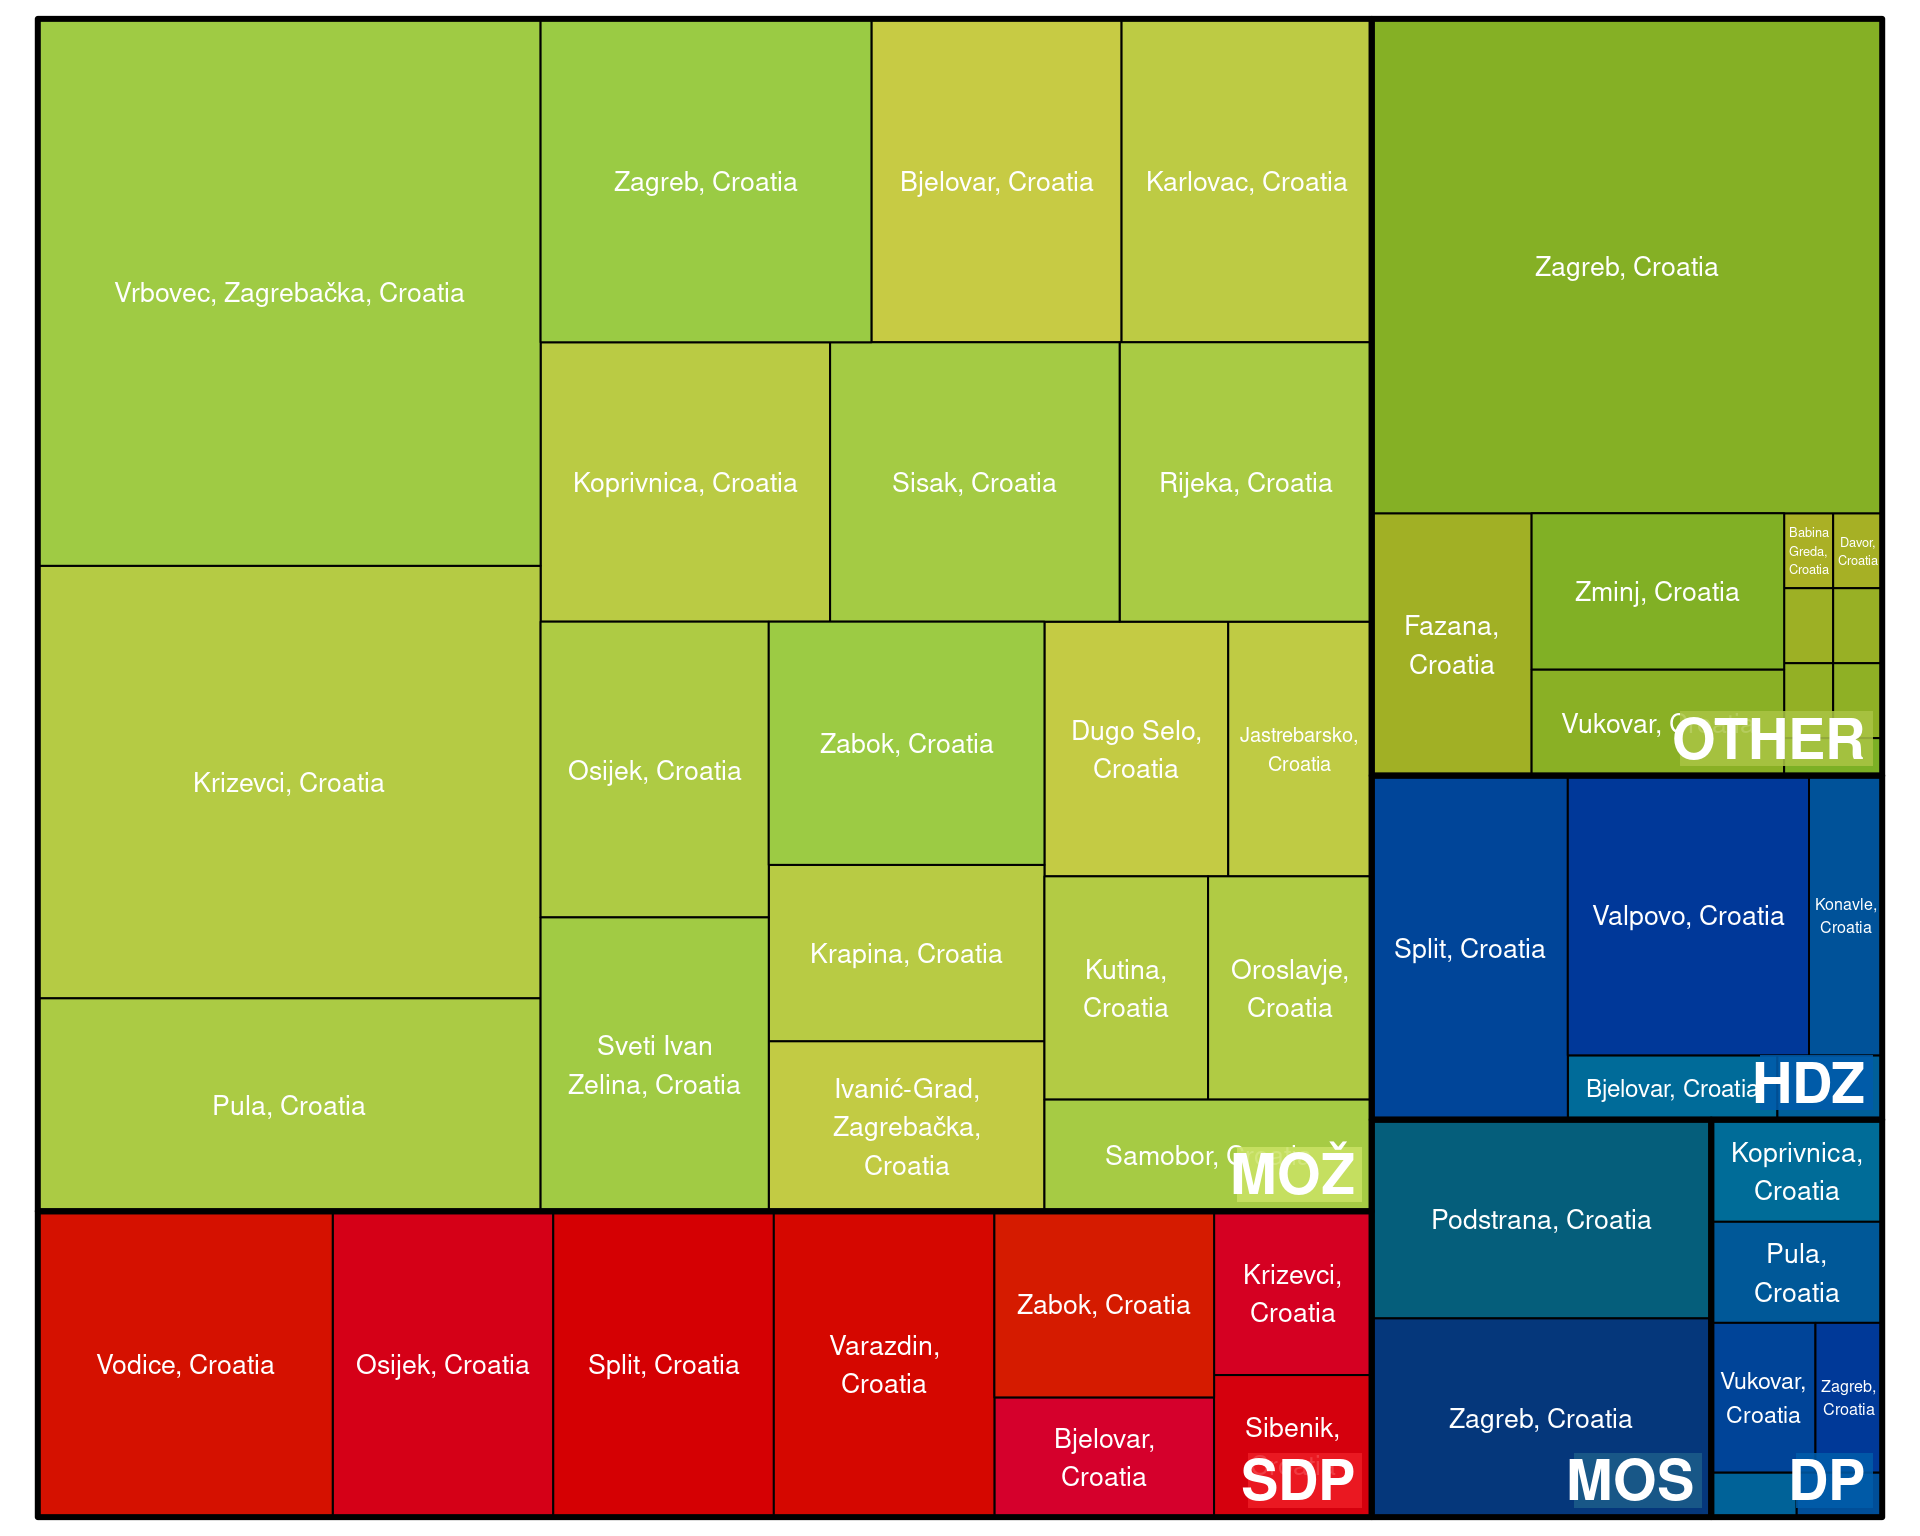 Vrbovec, Zagrebačka, Croatia
Zagreb, Croatia
Bjelovar, Croatia
Karlovac, Croatia
Koprivnica, Croatia
Sisak, Croatia
Rijeka, Croatia
Krizevci, Croatia
Pula, Croatia
Osijek, Croatia
Zabok, Croatia
Dugo Selo,
Croatia
Jastrebarsko,
Croatia
Krapina, Croatia
Kutina,
Croatia
Oroslavje,
Croatia
Sveti Ivan
Zelina, Croatia
Ivanić-Grad,
Zagrebačka,
Croatia
Samobor, Croatia
MOŽ
Vodice, Croatia
Osijek, Croatia
Split, Croatia
Varazdin,
Croatia
Zabok, Croatia
Bjelovar,
Croatia
Krizevci,
Croatia
Sibenik,
Croatia
SDP
Zagreb, Croatia
Fazana,
Croatia
Zminj, Croatia
Vukovar, Croatia
Babina
Greda,
Croatia
Davor,
Croatia
OTHER
Split, Croatia
Valpovo, Croatia
Konavle,
Croatia
Bjelovar, Croatia
HDZ
Podstrana, Croatia
Zagreb, Croatia
MOS
Koprivnica,
Croatia
Pula,
Croatia
Vukovar,
Croatia
Zagreb,
Croatia
DP